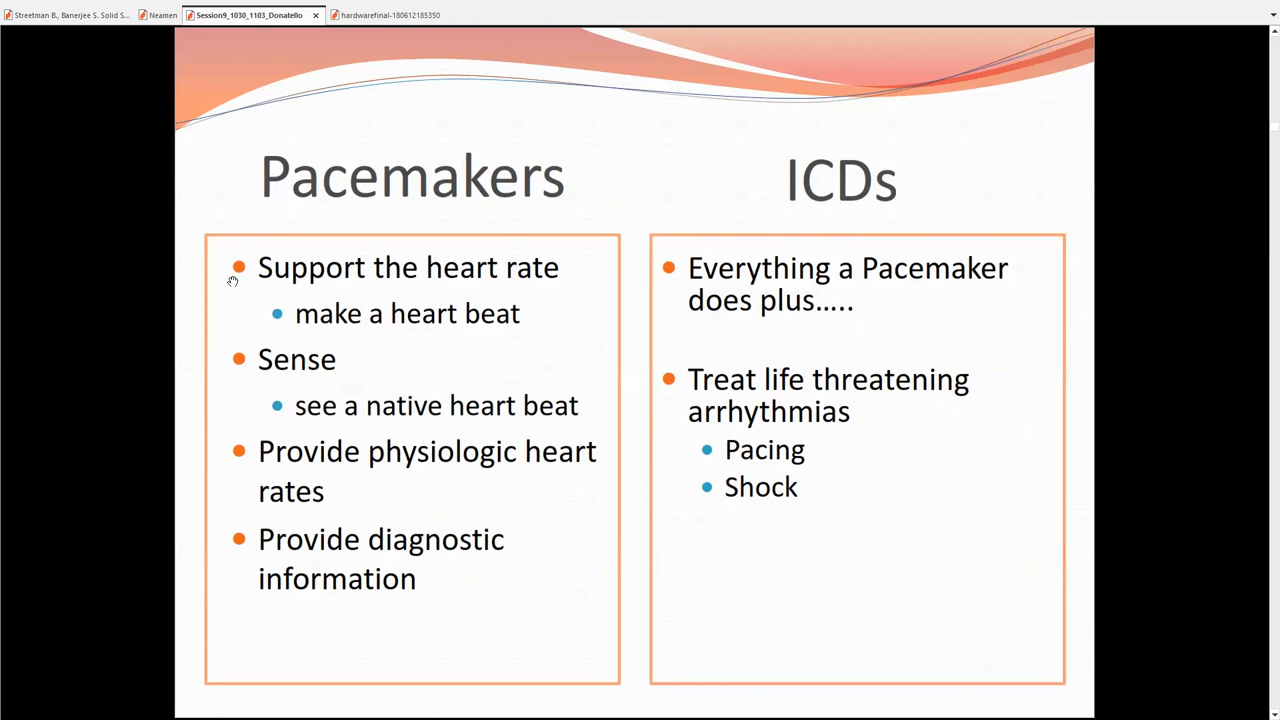 Streetman B., Banerjee S. Solid S...
Neamen
Session9_1030_1103_Donatello
hardwarefinal-180612185350
Pacemakers
Support the heart rate
make a heart beat
Sense
see a native heart beat
Provide physiologic heart
rates
Provide diagnostic
information
ICDs
Everything a Pacemaker
does plus…..
Treat life threatening
arrhythmias
Pacing
Shock